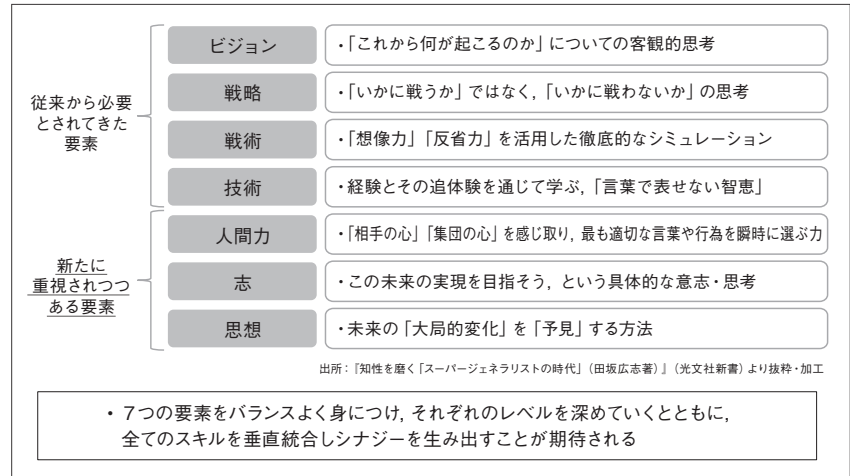 ビジョン
・「これから何が起こるのか」についての客観的思考
従来から必要
とされてきた
要素
戦略
・「いかに戦うか」ではなく,「いかに戦わないか」の思考
戦術
・「想像力」「反省力」を活用した徹底的なシミュレーション
技術
・経験とその追体験を通じて学ぶ,「言葉で表せない智恵」
新たに
重視されつつ
ある要素
人間力
・「相手の心」「集団の心」を感じ取り, 最も適切な言葉や行為を瞬時に選ぶ力
志
・この未来の実現を目指そう, という具体的な意志・思考
思想
・未来の「大局的変化」を「予見」する方法
出所:『知性を磨く「スーパージェネラリストの時代」(田坂広志著)』(光文社新書) より抜粋・加工
・ 7つの要素をバランスよく身につけ, それぞれのレベルを深めていくとともに,
全てのスキルを垂直統合しシナジーを生み出すことが期待される